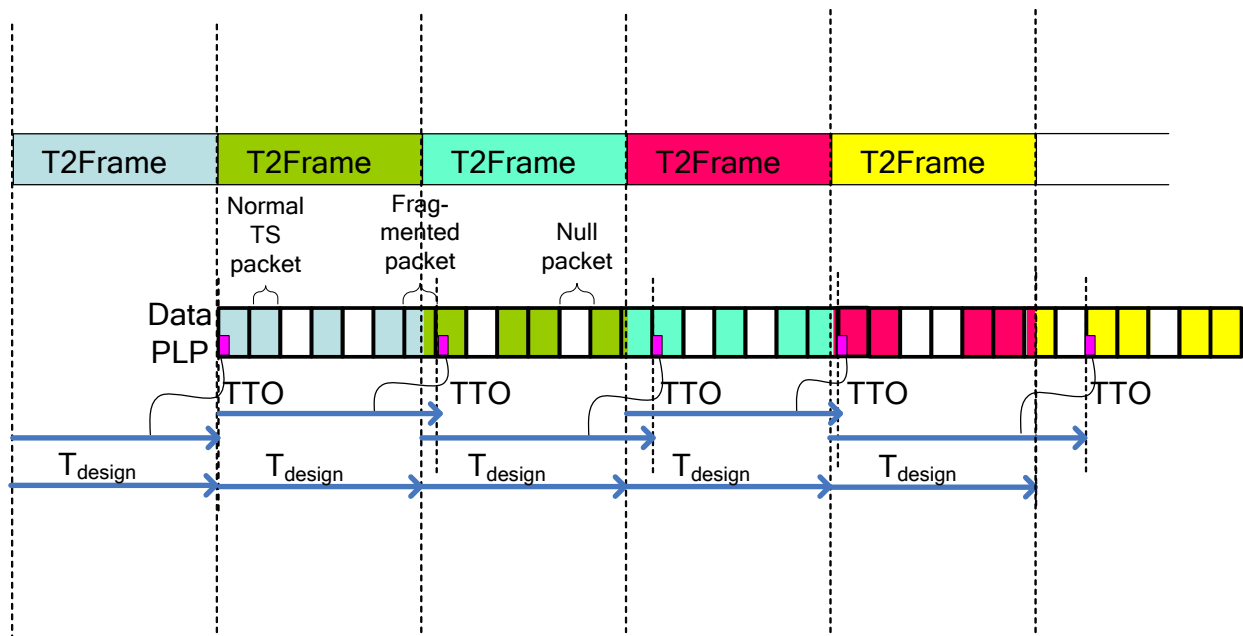 T2Frame T2Frame T2Frame T2Frame T2Frame
Normal
TS
packet
Frag-
mented
packet
Null
packet
Data
PLP
TTO TTO TTO TTO TTO
Tdesign Tdesign Tdesign Tdesign Tdesign